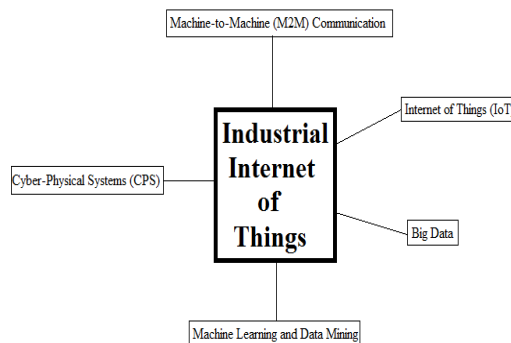 Machine-to-Machine (M2M) Communication
Internet of Things (IoT)
Industrial
Internet
of
Things
Cyber-Physical Systems (CPS)
Big Data
Machine Learning and Data Mining